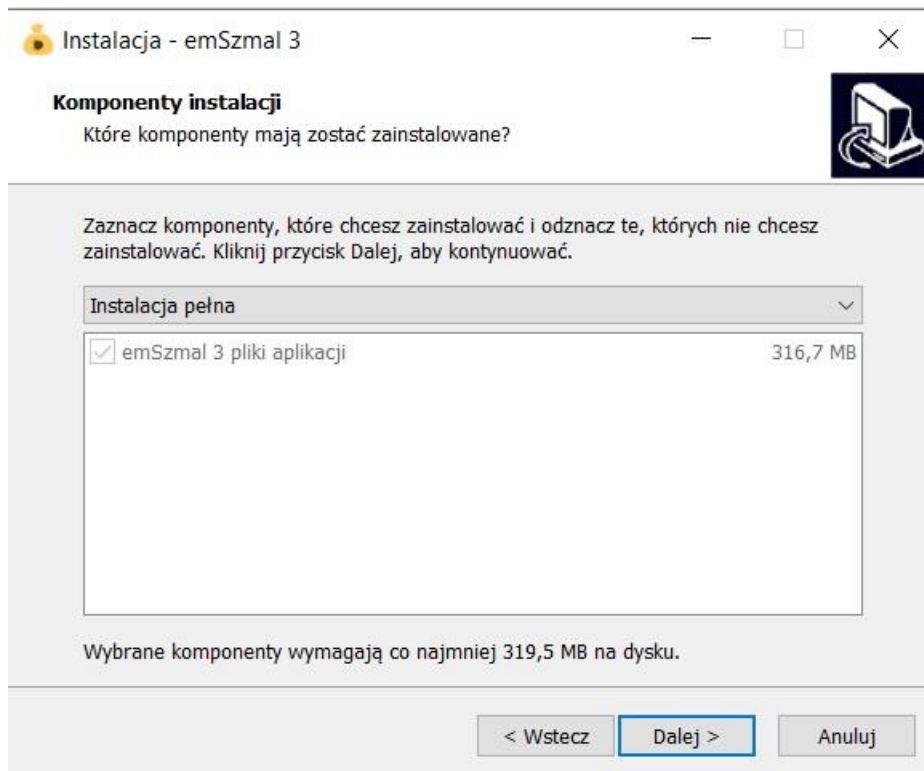 Instalacja - emSzmal 3
Komponenty instalacji
Które komponenty mają zostać zainstalowane?
Zaznacz komponenty, które chcesz zainstalować i odznacz te, których nie chcesz
zainstalować. Kliknij przycisk Dalej, aby kontynuować.
Instalacja pełna
emSzmal 3 pliki aplikacji 316,7 MB
Wybrane komponenty wymagają co najmniej 319,5 MB na dysku.
< Wstecz Dalej > Anuluj